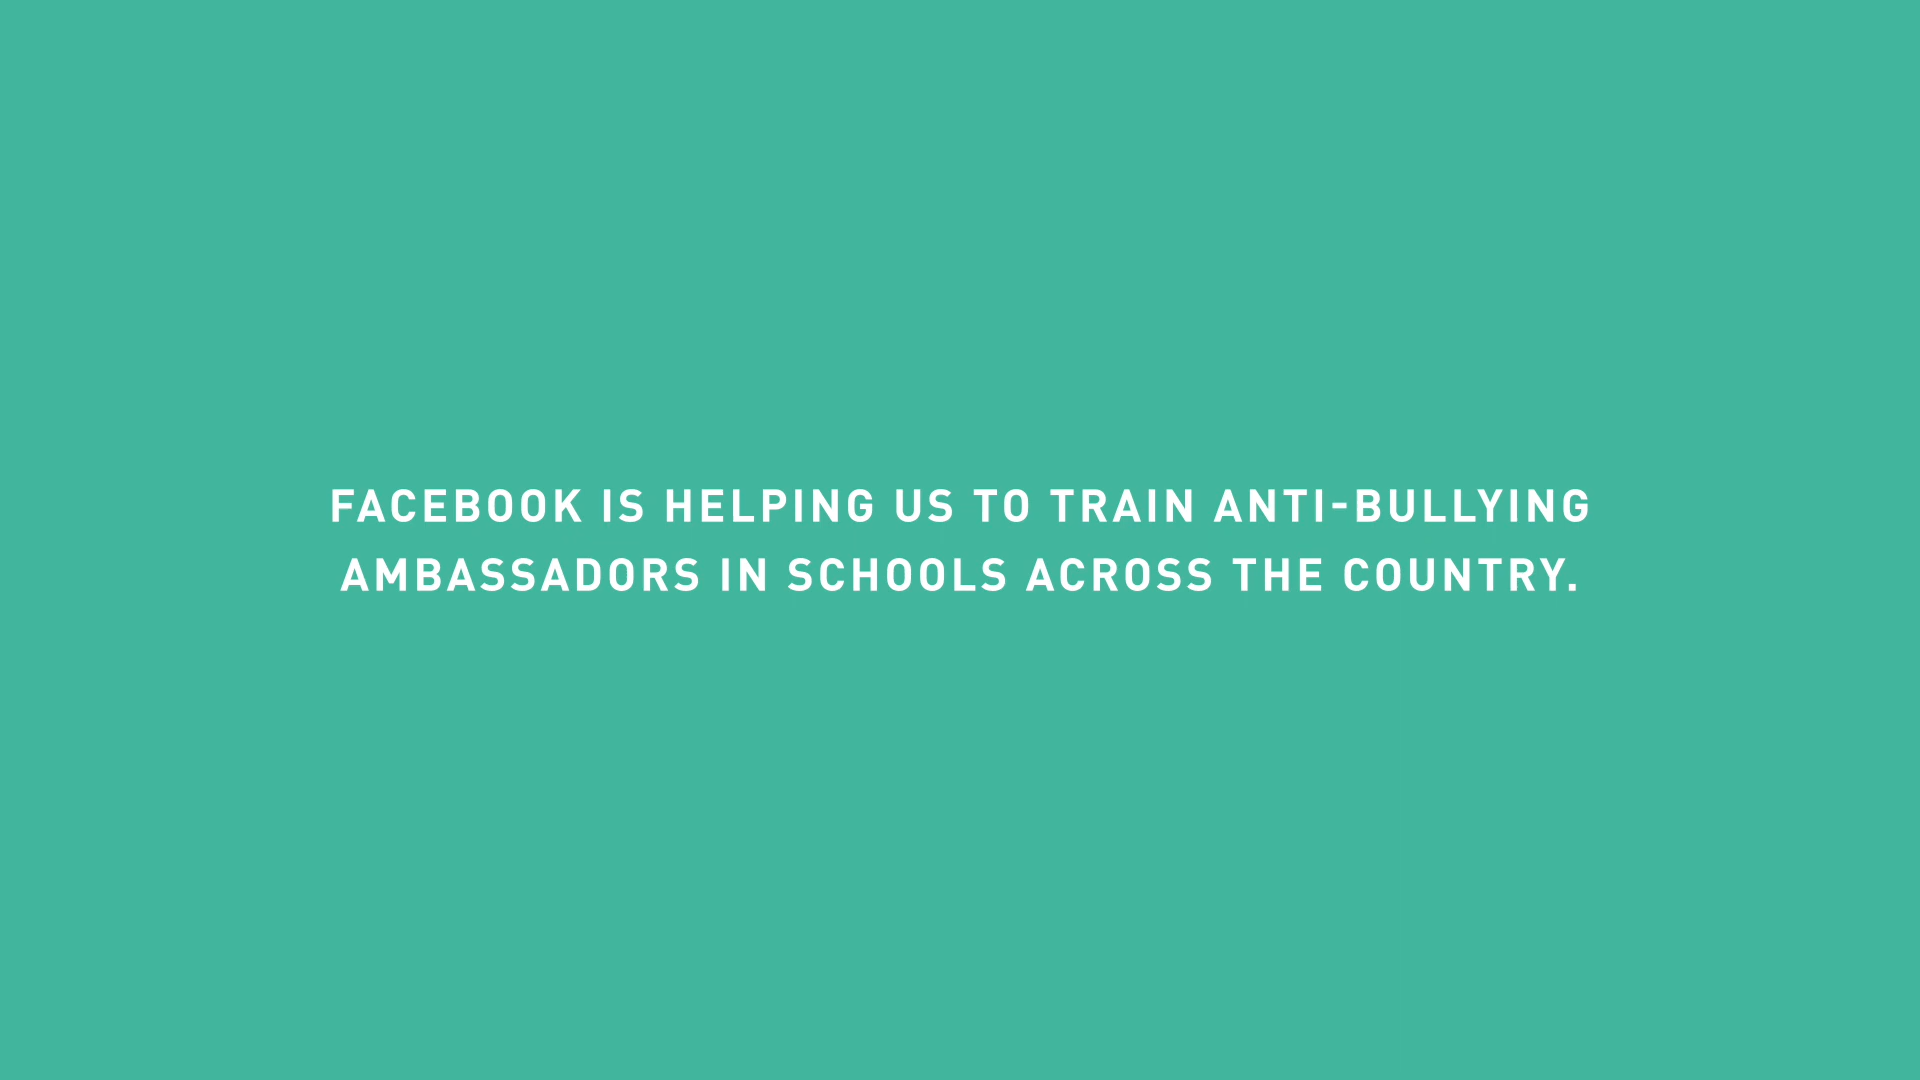 FACEBOOK IS HELPING US TO TRAIN ANTI-BULLYING
AMBASSADORS IN SCHOOLS ACROSS THE COUNTRY.